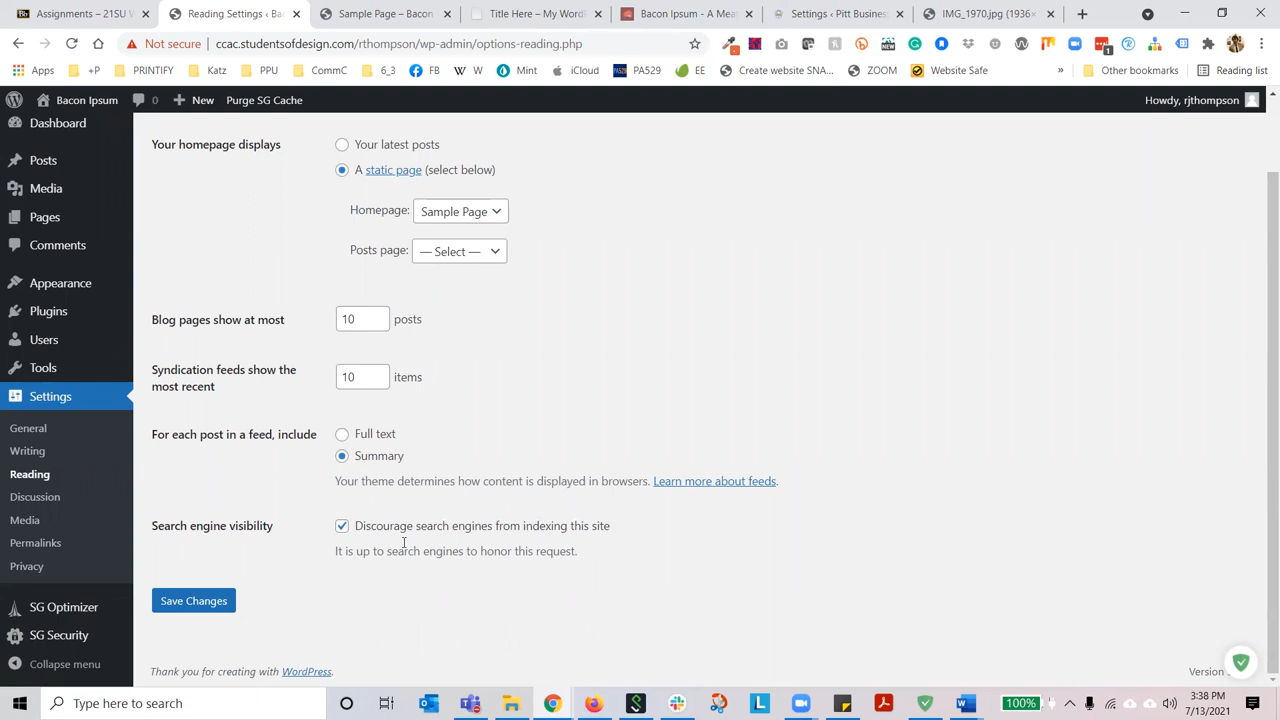 Assignments – 21SU W
Reading Settings ‹ Bac
Sample Page – Bacon
Title Here – My WordP
Bacon Ipsum - A Meat
Settings ‹ Pitt Business
IMG_1970.jpg (1936×
Not secure | ccac.studentsofdesign.com/rthompson/wp-admin/options-reading.php
Apps +P PRINTIFY Katz PPU CommC 6_3 FB W Mint iCloud PA529 EE Create website SNA... ZOOM Website Safe » Other bookmarks Reading list
Bacon Ipsum 0 New Purge SG Cache Howdy, rjthompson
Dashboard
Posts
Media
Pages
Comments
Appearance
Plugins
Users
Tools
Settings
General
Writing
Reading
Discussion
Media
Permalinks
Privacy
SG Optimizer
SG Security
Collapse menu
Your homepage displays
Your latest posts
A static page (select below)
Homepage: Sample Page
Posts page: — Select —
Blog pages show at most 10 posts
Syndication feeds show the most recent 10 items
For each post in a feed, include
Full text
Summary
Your theme determines how content is displayed in browsers. Learn more about feeds.
Search engine visibility
Discourage search engines from indexing this site
It is up to search engines to honor this request.
Save Changes
Thank you for creating with WordPress.
Version
Type here to search
100%
3:38 PM
7/13/2021